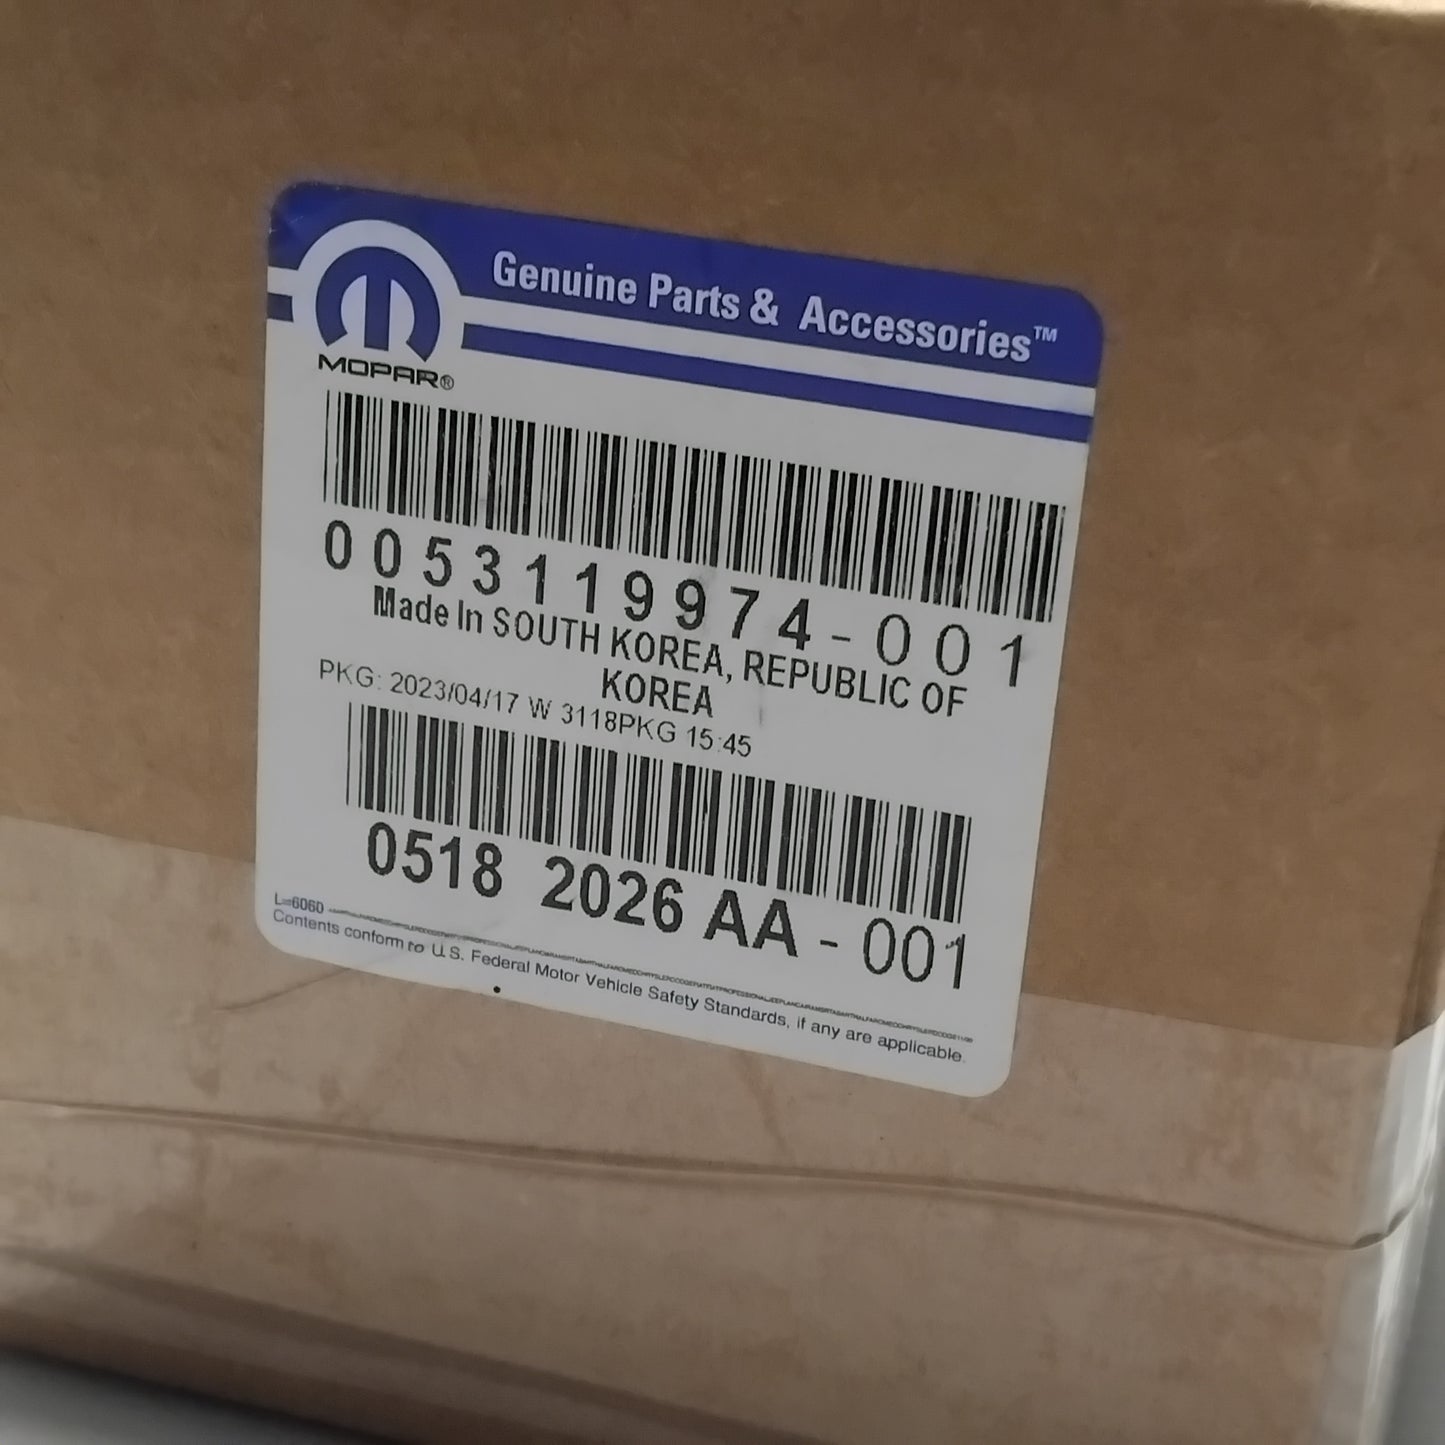 Genuine Parts & Accessories™
MOPAR®
0053119974-001
Made In SOUTH KOREA, REPUBLIC OF
KOREA
PKG: 2023/04/17 W 3118PKG 15:45
0518 2026 AA - 001
L=6060
Contents conform to U.S. Federal Motor Vehicle Safety Standards, if any are applicable.